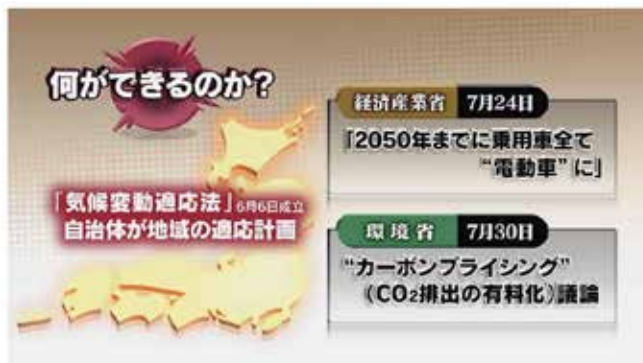 何ができるのか?
「気候変動適応法」6月6日成立
自治体が地域の適応計画
経済産業省 7月24日
「2050年までに乗用車全て
“電動車”に」
環境省 7月30日
“カーボンプライシング”
(CO₂排出の有料化)議論